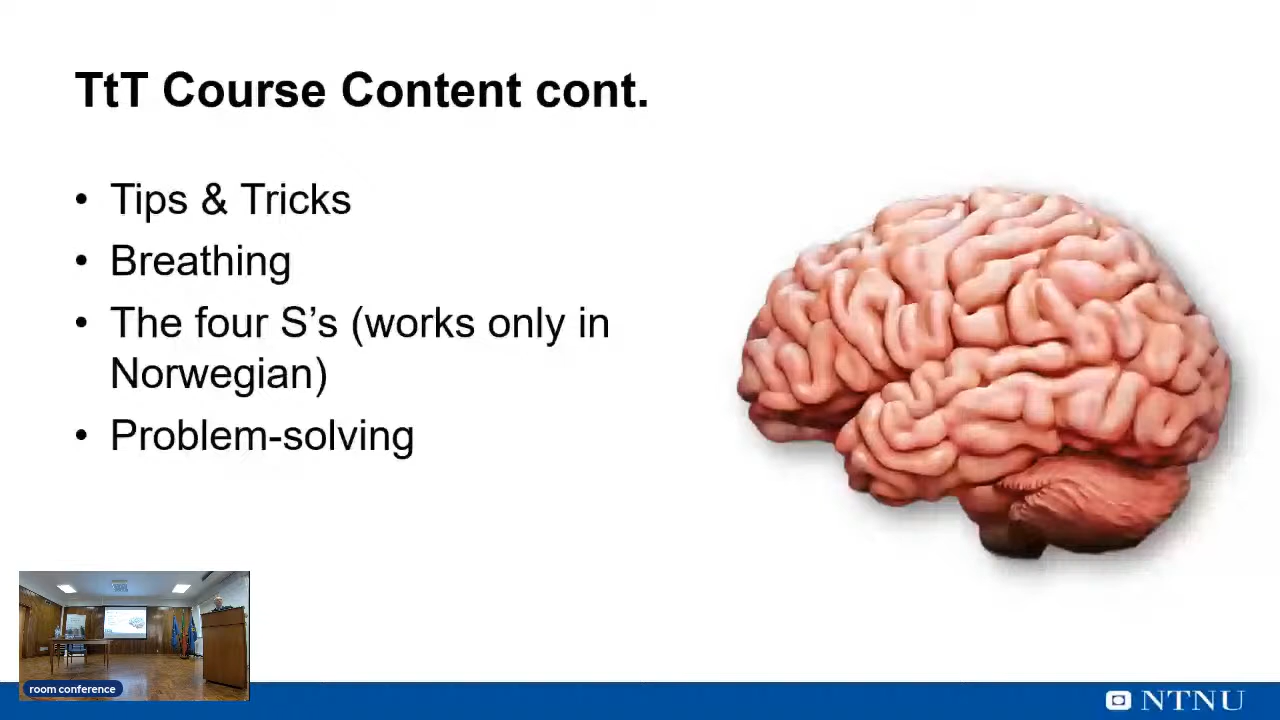 TtT Course Content cont.
• Tips & Tricks
• Breathing
• The four S’s (works only in
Norwegian)
• Problem-solving
room conference
NTNU